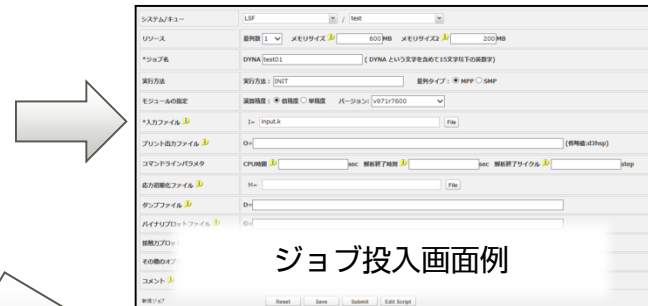 システム/キュー LSF / test
リソース 並列数 1 メモリサイズ 600 MB メモリサイズ2 200 MB
*ジョブ名 DYNA test01 ( DYNA という文字を含めて15文字以下の英数字)
実行方法 実行方法： INIT 並列タイプ： MPP SMP
モジュールの指定 演算精度： 倍精度 単精度 バージョン: v971r7600
*入力ファイル I= input.k File
プリント出力ファイル O= (省略値:d3hsp)
コマンドラインパラメタ CPU時間 sec 解析終了時刻 sec 解析終了サイクル step
応力初期化ファイル M= File
ダンプファイル D=
バイナリプロットファイル G=
接触力プロ
その他のオプ
コメント
ジョブ投入画面例
新規ジョブ Reset Save Submit Edit Script